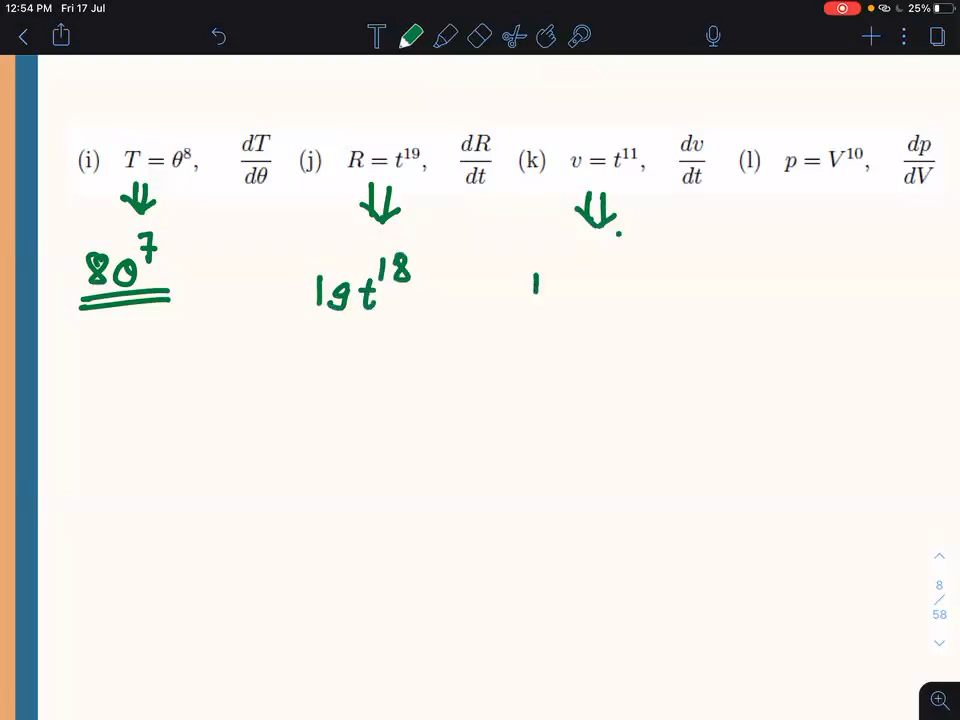 12:54 PM Fri 17 Jul 25%
T
(i) T = θ⁸, dT/dθ (j) R = t¹⁹, dR/dt (k) v = t¹¹, dv/dt (l) p = V¹⁰, dp/dV
8θ⁷ 19t¹⁸ 1
8
/
58